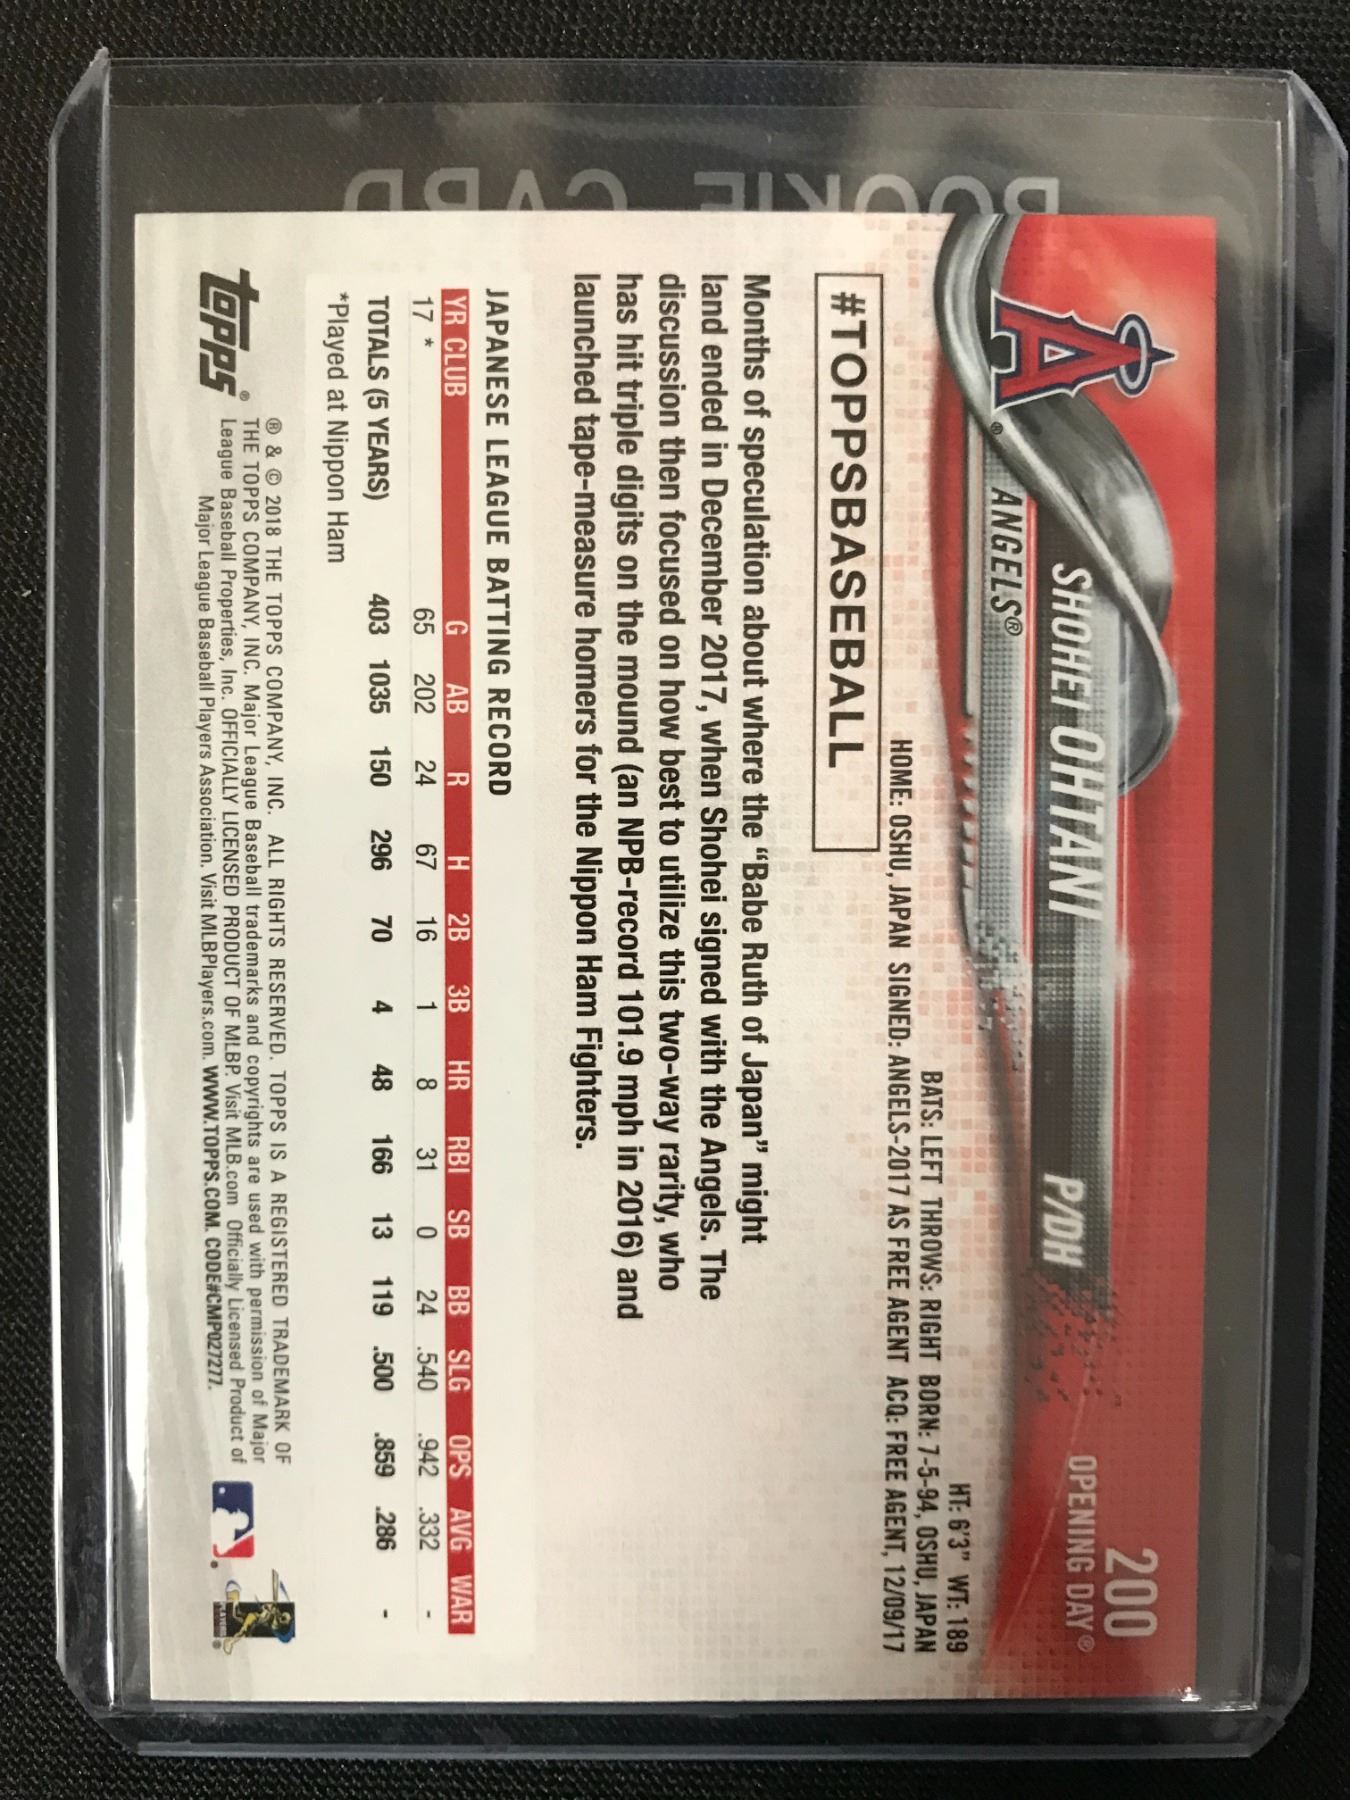 ROOKIE CARD
200
OPENING DAY®
A®
SHOHEI OHTANI P/DH
ANGELS®
HT: 6'3" WT: 189
BATS: LEFT THROWS: RIGHT BORN: 7-5-94, OSHU, JAPAN
HOME: OSHU, JAPAN SIGNED: ANGELS-2017 AS FREE AGENT ACQ: FREE AGENT, 12/09/17
#TOPPSBASEBALL
Months of speculation about where the “Babe Ruth of Japan” might
land ended in December 2017, when Shohei signed with the Angels. The
discussion then focused on how best to utilize this two-way rarity, who
has hit triple digits on the mound (an NPB-record 101.9 mph in 2016) and
launched tape-measure homers for the Nippon Ham Fighters.
JAPANESE LEAGUE BATTING RECORD
YR CLUB G AB R H 2B 3B HR RBI SB BB SLG OPS AVG WAR
17 * 65 202 24 67 16 1 8 31 0 24 .540 .942 .332 -
TOTALS (5 YEARS) 403 1035 150 296 70 4 48 166 13 119 .500 .859 .286 -
*Played at Nippon Ham
topps®
® & © 2018 THE TOPPS COMPANY, INC. ALL RIGHTS RESERVED. TOPPS IS A REGISTERED TRADEMARK OF
THE TOPPS COMPANY, INC. Major League Baseball trademarks and copyrights are used with permission of Major
League Baseball Properties, Inc. OFFICIALLY LICENSED PRODUCT OF MLBP. Visit MLB.com Officially Licensed Product of
Major League Baseball Players Association. Visit MLBPlayers.com. WWW.TOPPS.COM. CODE#CMP027277.